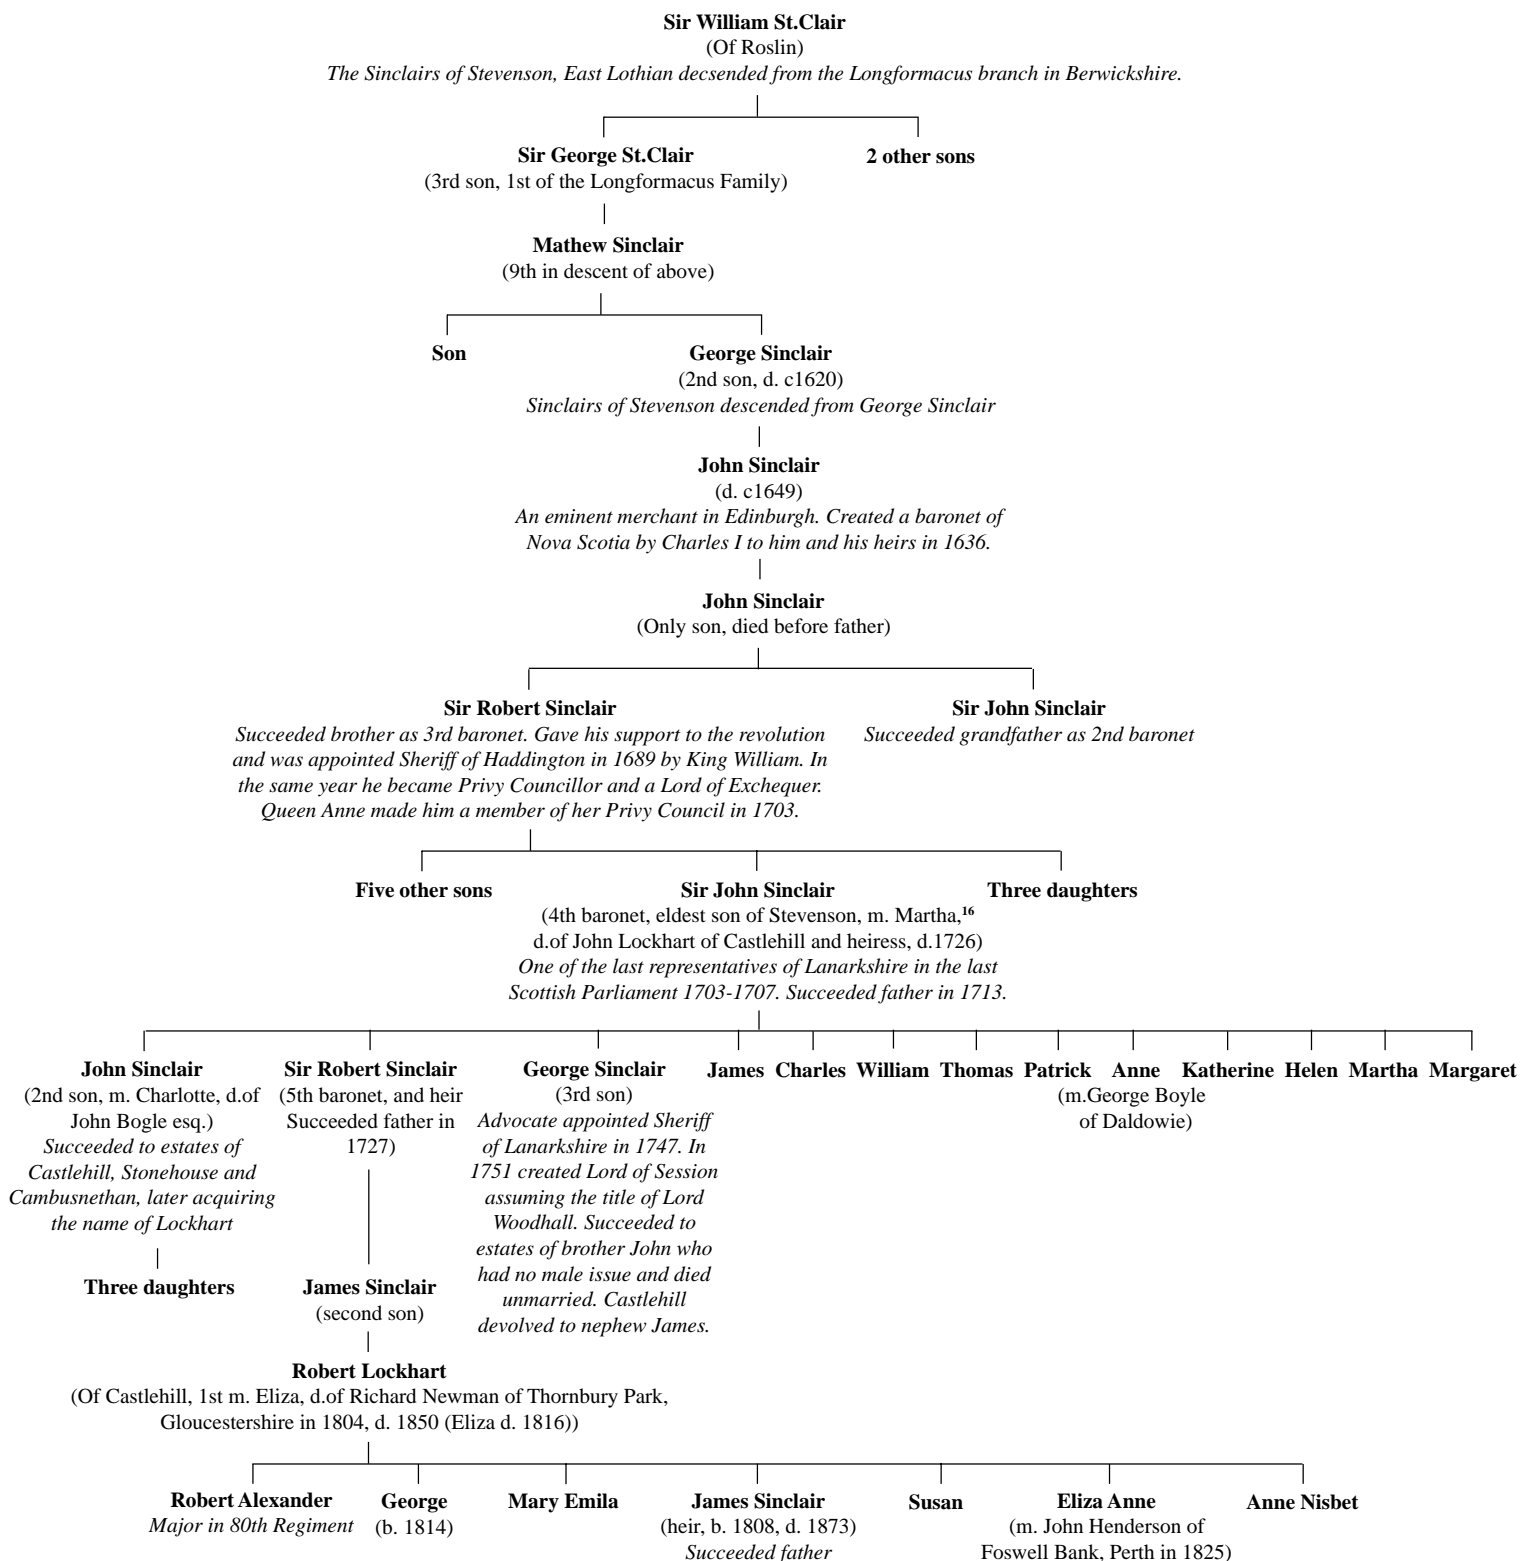 Sir William St.Clair
(Of Roslin)
The Sinclairs of Stevenson, East Lothian decsended from the Longformacus branch in Berwickshire.
Sir George St.Clair
(3rd son, 1st of the Longformacus Family)
2 other sons
Mathew Sinclair
(9th in descent of above)
Son
George Sinclair
(2nd son, d. c1620)
Sinclairs of Stevenson descended from George Sinclair
John Sinclair
(d. c1649)
An eminent merchant in Edinburgh. Created a baronet of
Nova Scotia by Charles I to him and his heirs in 1636.
John Sinclair
(Only son, died before father)
Sir Robert Sinclair
Succeeded brother as 3rd baronet. Gave his support to the revolution
and was appointed Sheriff of Haddington in 1689 by King William. In
the same year he became Privy Councillor and a Lord of Exchequer.
Queen Anne made him a member of her Privy Council in 1703.
Sir John Sinclair
Succeeded grandfather as 2nd baronet
Five other sons
Sir John Sinclair
(4th baronet, eldest son of Stevenson, m. Martha,16
d.of John Lockhart of Castlehill and heiress, d.1726)
One of the last representatives of Lanarkshire in the last
Scottish Parliament 1703-1707. Succeeded father in 1713.
Three daughters
John Sinclair
(2nd son, m. Charlotte, d.of
John Bogle esq.)
Succeeded to estates of
Castlehill, Stonehouse and
Cambusnethan, later acquiring
the name of Lockhart
Three daughters
Sir Robert Sinclair
(5th baronet, and heir
Succeeded father in
1727)
James Sinclair
(second son)
George Sinclair
(3rd son)
Advocate appointed Sheriff
of Lanarkshire in 1747. In
1751 created Lord of Session
assuming the title of Lord
Woodhall. Succeeded to
estates of brother John who
had no male issue and died
unmarried. Castlehill
devolved to nephew James.
James
Charles
William
Thomas
Patrick
Anne
(m.George Boyle
of Daldowie)
Katherine
Helen
Martha
Margaret
Robert Lockhart
(Of Castlehill, 1st m. Eliza, d.of Richard Newman of Thornbury Park,
Gloucestershire in 1804, d. 1850 (Eliza d. 1816))
Robert Alexander
Major in 80th Regiment
George
(b. 1814)
Mary Emila
James Sinclair
(heir, b. 1808, d. 1873)
Succeeded father
Susan
Eliza Anne
(m. John Henderson of
Foswell Bank, Perth in 1825)
Anne Nisbet